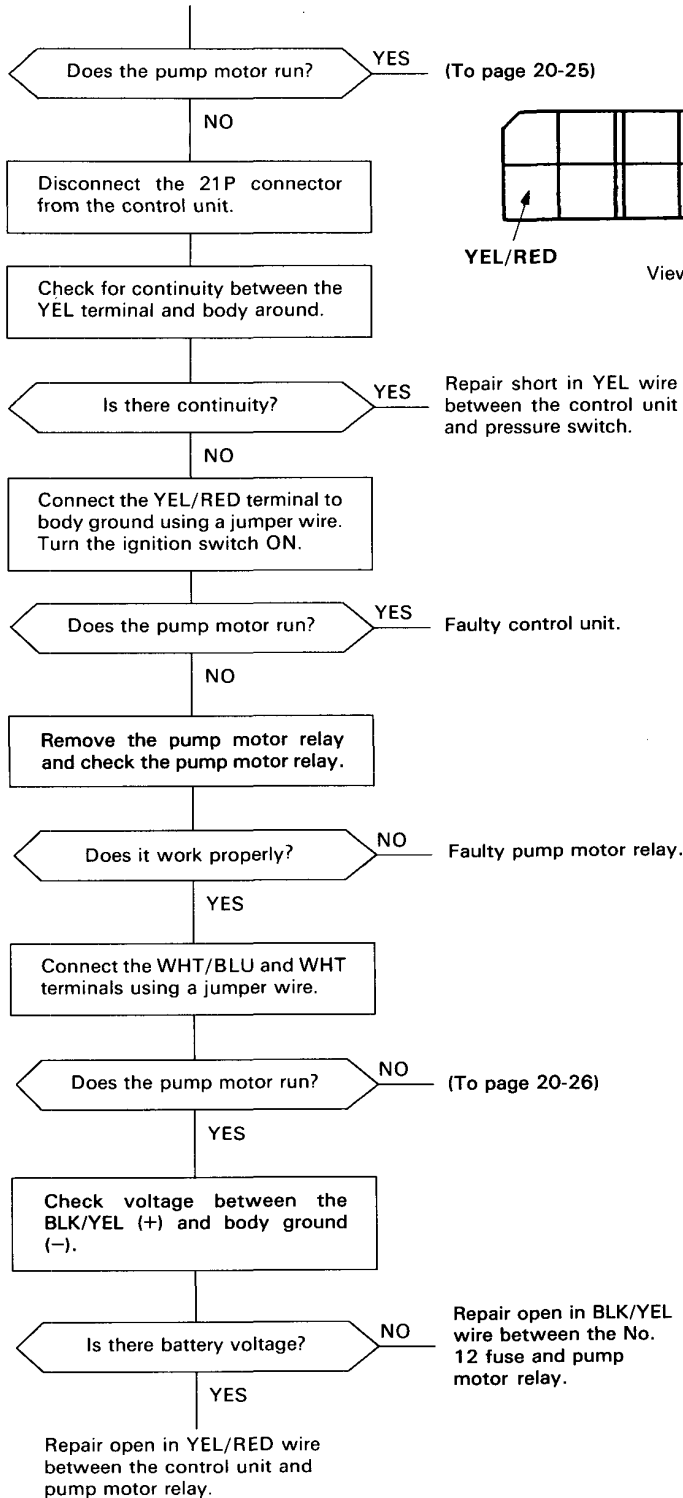 Does the pump motor run?
YES
(To page 20-25)
NO
Disconnect the 21P connector
from the control unit.
YEL/RED
View
Check for continuity between the
YEL terminal and body around.
Is there continuity?
YES
Repair short in YEL wire
between the control unit
and pressure switch.
NO
Connect the YEL/RED terminal to
body ground using a jumper wire.
Turn the ignition switch ON.
Does the pump motor run?
YES
Faulty control unit.
NO
Remove the pump motor relay
and check the pump motor relay.
Does it work properly?
NO
Faulty pump motor relay.
YES
Connect the WHT/BLU and WHT
terminals using a jumper wire.
Does the pump motor run?
NO
(To page 20-26)
YES
Check voltage between the
BLK/YEL (+) and body ground
(−).
Is there battery voltage?
NO
Repair open in BLK/YEL
wire between the No.
12 fuse and pump
motor relay.
YES
Repair open in YEL/RED wire
between the control unit and
pump motor relay.